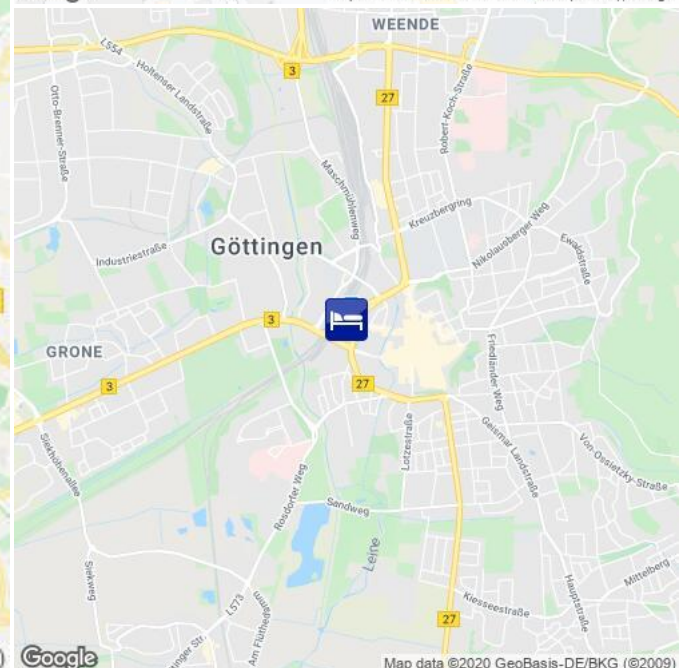 WEENDE
L554
Holtenser Landstraße
3
27
Robert-Koch-Straße
Otto-Brenner-Straße
Maschmühlenweg
Kreuzbergring
Nikolausberger Weg
Ewaldstraße
Göttingen
Industriestraße
3
GRONE
3
27
Friedländer Weg
Lotzestraße
Geismar Landstraße
Von-Ossietzky-Straße
Siekhöhenallee
Rosdorfer Weg
Sandweg
Leine
Siekweg
L573
Am Flüthedamm
Mittelberg
Hauptstraße
Kiesseestraße
27
Google
Map data ©2020 GeoBasis-DE/BKG (©2009)